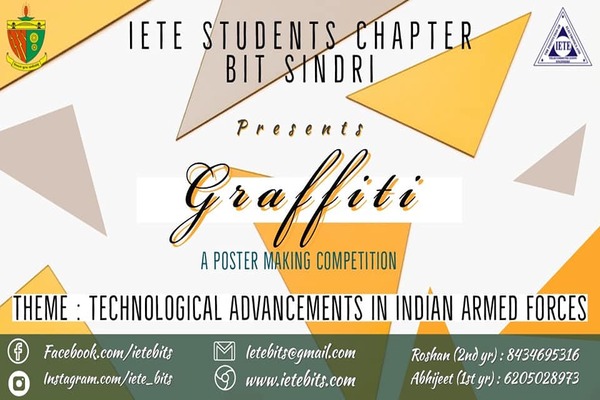 IETE STUDENTS CHAPTER
BIT SINDRI
IETE
Presents
Graffiti
A POSTER MAKING COMPETITION
THEME : TECHNOLOGICAL ADVANCEMENTS IN INDIAN ARMED FORCES
Facebook.com/ietebits
Instagram.com/iete_bits
Ietebits@gmail.com
www.ietebits.com
Roshan (2nd yr) : 8434695316
Abhijeet (1st yr) : 6205028973